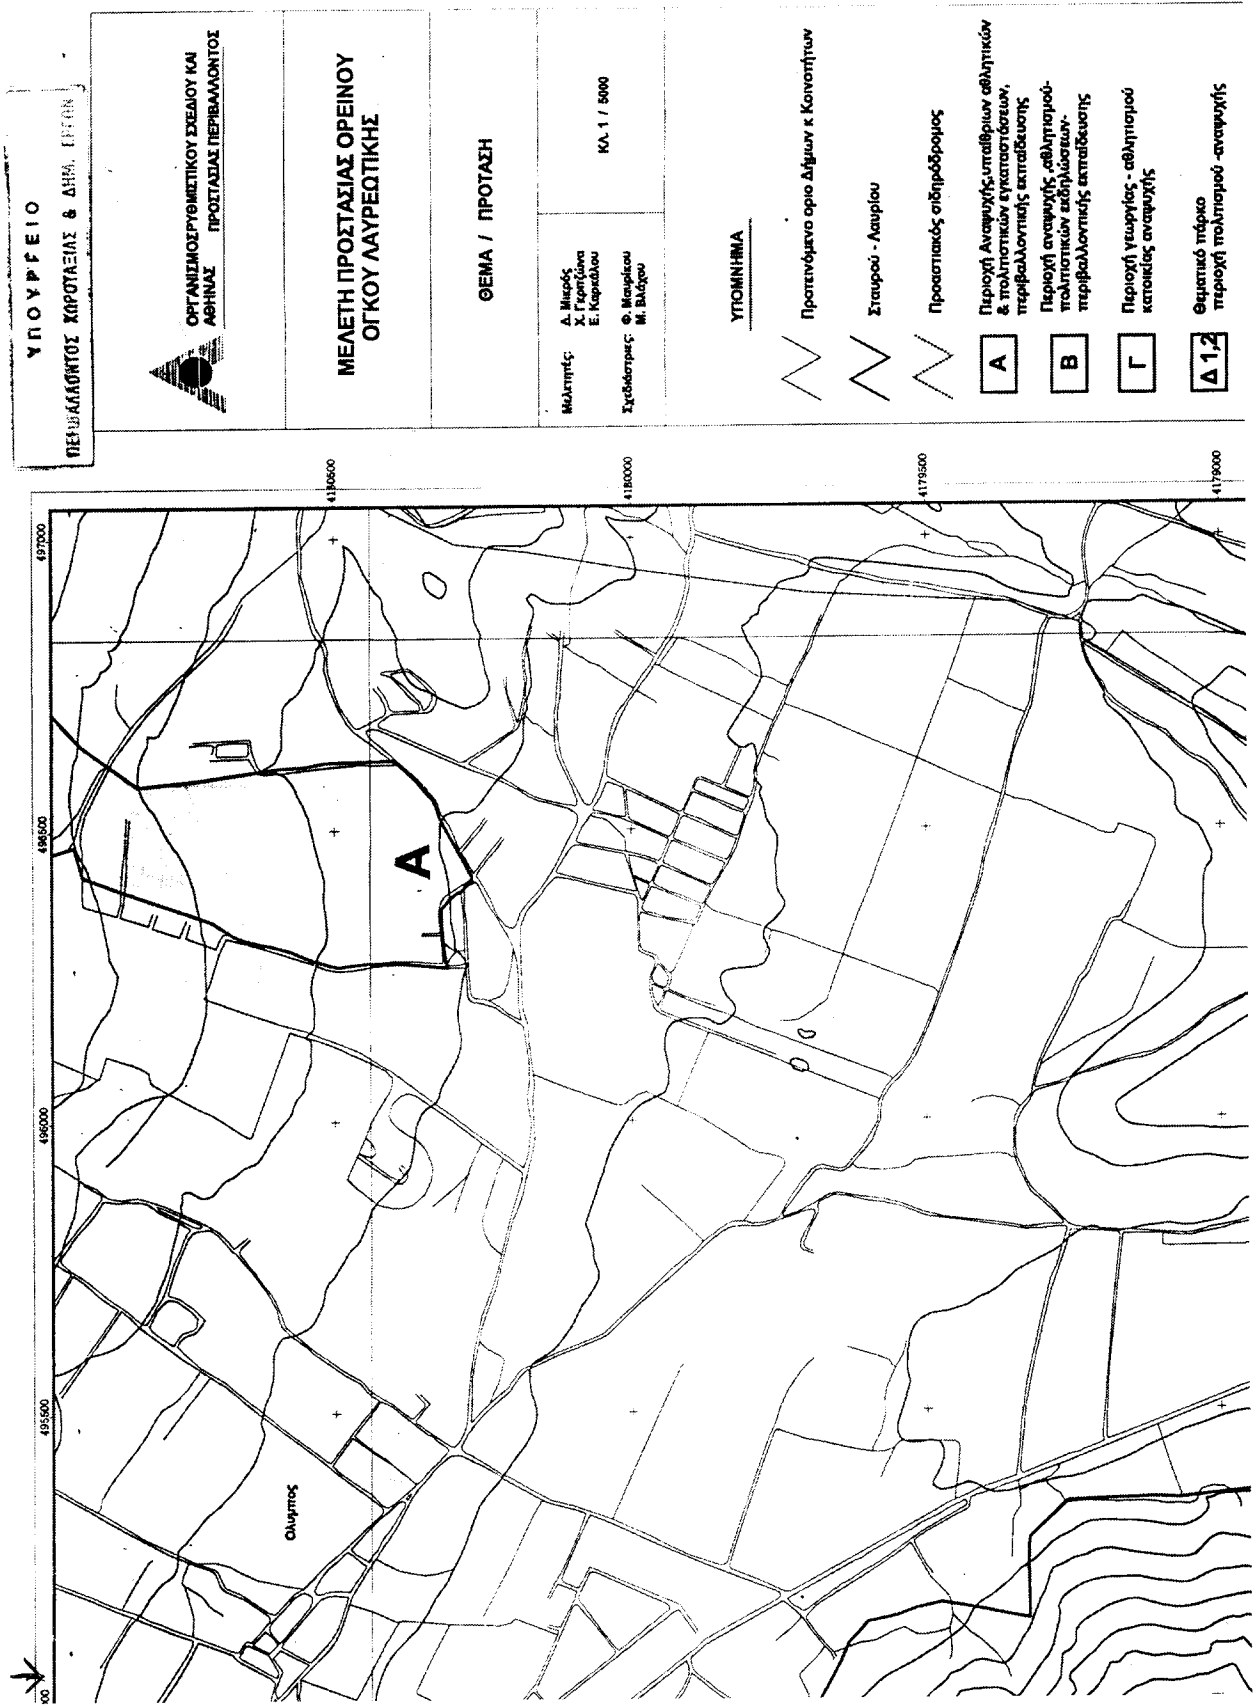 ΥΠΟΥΡΓΕΙΟ
ΠΕΡΙΒΑΛΛΟΝΤΟΣ ΧΩΡΟΤΑΞΙΑΣ & ΔΗΜ. ΕΡΓΩΝ
ΟΡΓΑΝΙΣΜΟΣ ΡΥΘΜΙΣΤΙΚΟΥ ΣΧΕΔΙΟΥ ΚΑΙ
ΑΘΗΝΑΣ ΠΡΟΣΤΑΣΙΑΣ ΠΕΡΙΒΑΛΛΟΝΤΟΣ
ΜΕΛΕΤΗ ΠΡΟΣΤΑΣΙΑΣ ΟΡΕΙΝΟΥ
ΟΓΚΟΥ ΛΑΥΡΕΩΤΙΚΗΣ
ΘΕΜΑ / ΠΡΟΤΑΣΗ
Μελετητές: Δ. Μικρός
Χ. Γκριτζώνα
Ε. Καρκάλου
Σχεδιάστριες: Φ. Μαυρίκου
Μ. Βλάχου
ΚΛ. 1 / 5000
ΥΠΟΜΝΗΜΑ
Προτεινόμενο οριο Δήμων κ Κοινοτήτων
Σταυρού - Λαυρίου
Προαστιακός σιδηρόδρομος
Α Περιοχή Αναψυχής,υπαίθριων αθλητικών
& πολιτιστικών εγκαταστάσεων,
περιβαλλοντικής εκπαίδευσης
Β Περιοχή - αναψυχής ,αθλητισμού-
πολιτιστικών εκδηλώσεων-
περιβαλλοντικής εκπαίδευσης
Γ Περιοχή γεωργίας - αθλητισμού
κατοικίας αναψυχής
Δ 1,2 Θεματικό πάρκο
περιοχή πολιτισμού -αναψυχής
497000
496500
496000
495500
4180500
4180000
4179500
4179000
Α
Ολυμπος